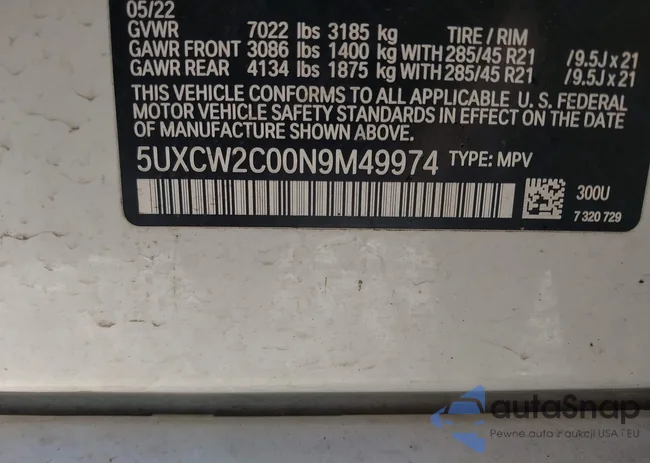 05/22
GVWR 7022 lbs 3185 kg TIRE / RIM
GAWR FRONT 3086 lbs 1400 kg WITH 285/45 R21 /9.5J x 21
GAWR REAR 4134 lbs 1875 kg WITH 285/45 R21 /9.5J x 21
THIS VEHICLE CONFORMS TO ALL APPLICABLE U.S. FEDERAL
MOTOR VEHICLE SAFETY STANDARDS IN EFFECT ON THE DATE
OF MANUFACTURE SHOWN ABOVE.
5UXCW2C00N9M49974 TYPE: MPV
300U
7 320 729
autoSnap
Pewne auta z aukcji USA i EU